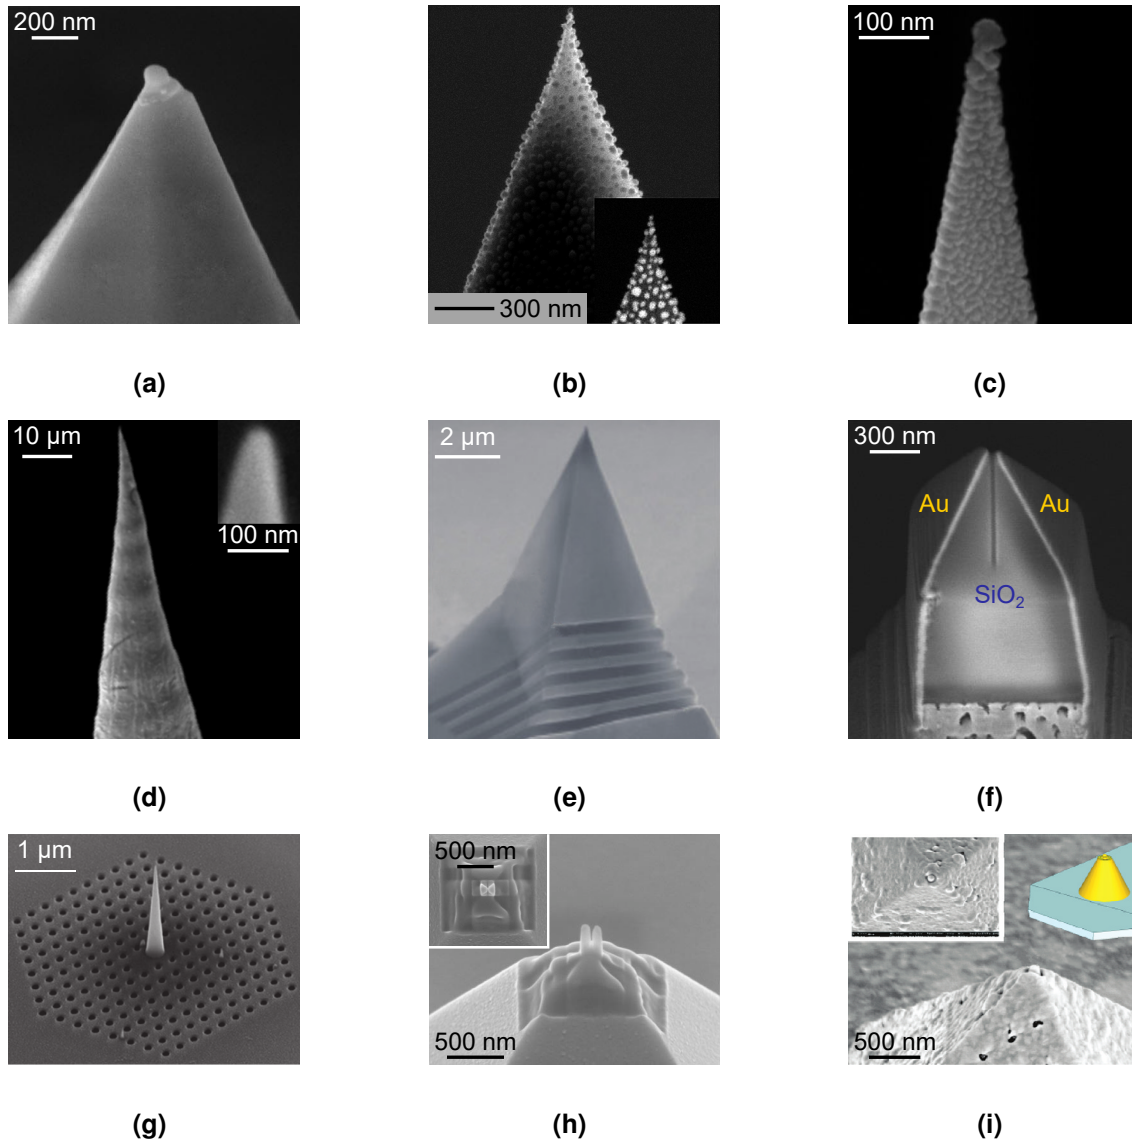 200 nm
300 nm
100 nm
(a)
(b)
(c)
10 µm
100 nm
2 µm
300 nm
Au
Au
SiO₂
(d)
(e)
(f)
1 µm
500 nm
500 nm
500 nm
(g)
(h)
(i)